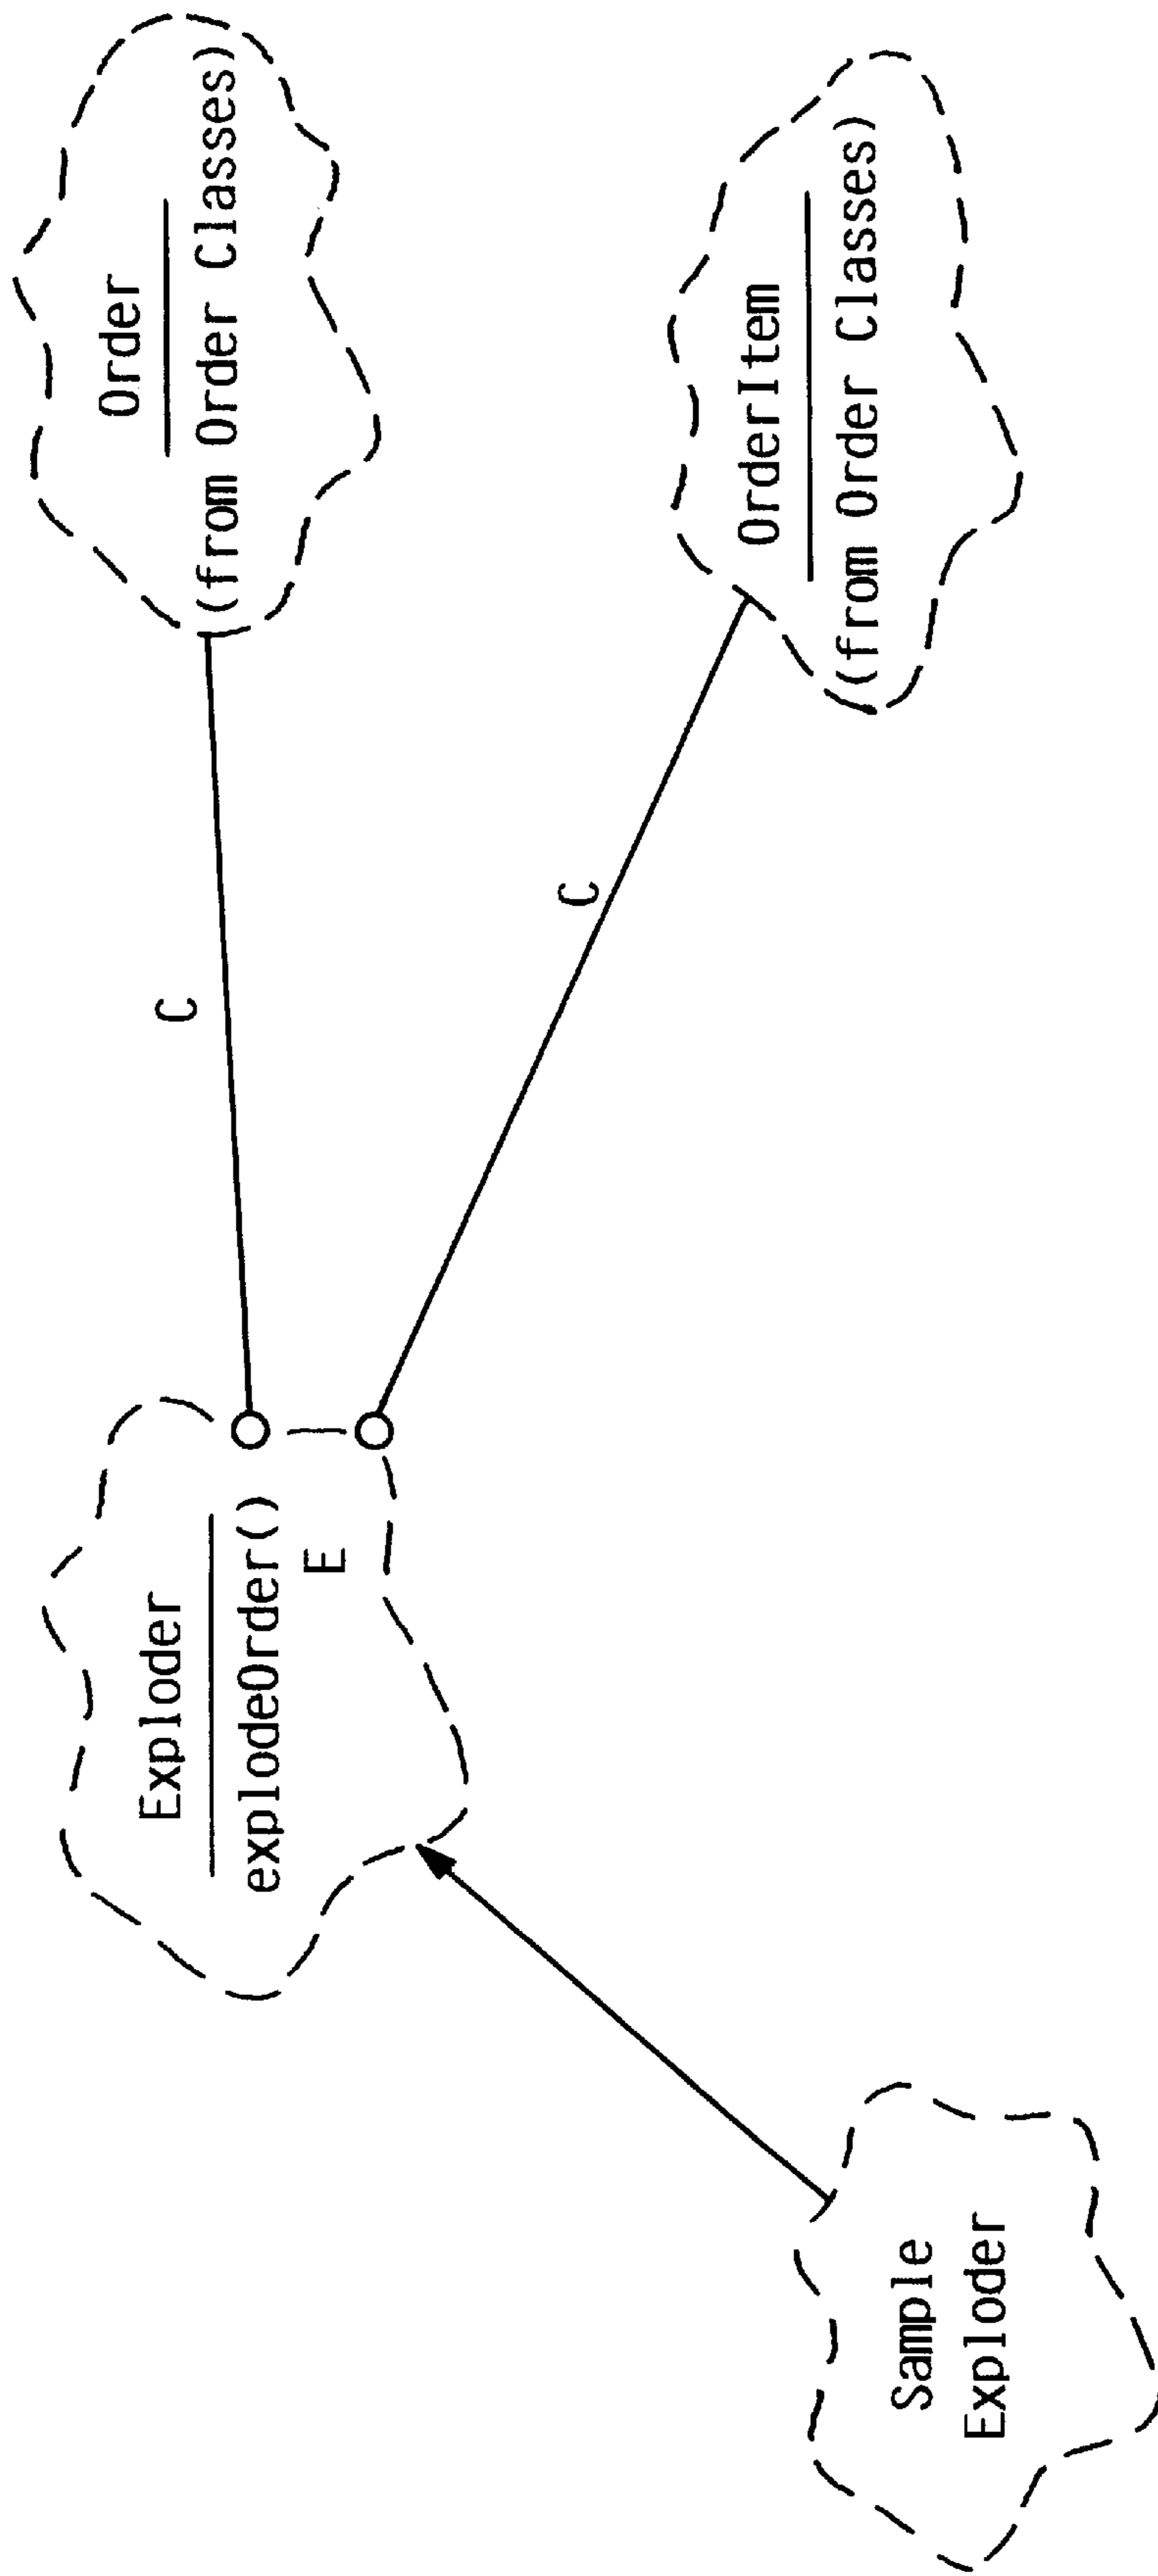 Exploder
explodeOrder()
E
C
Order
(from Order Classes)
C
OrderItem
(from Order Classes)
Sample
Exploder